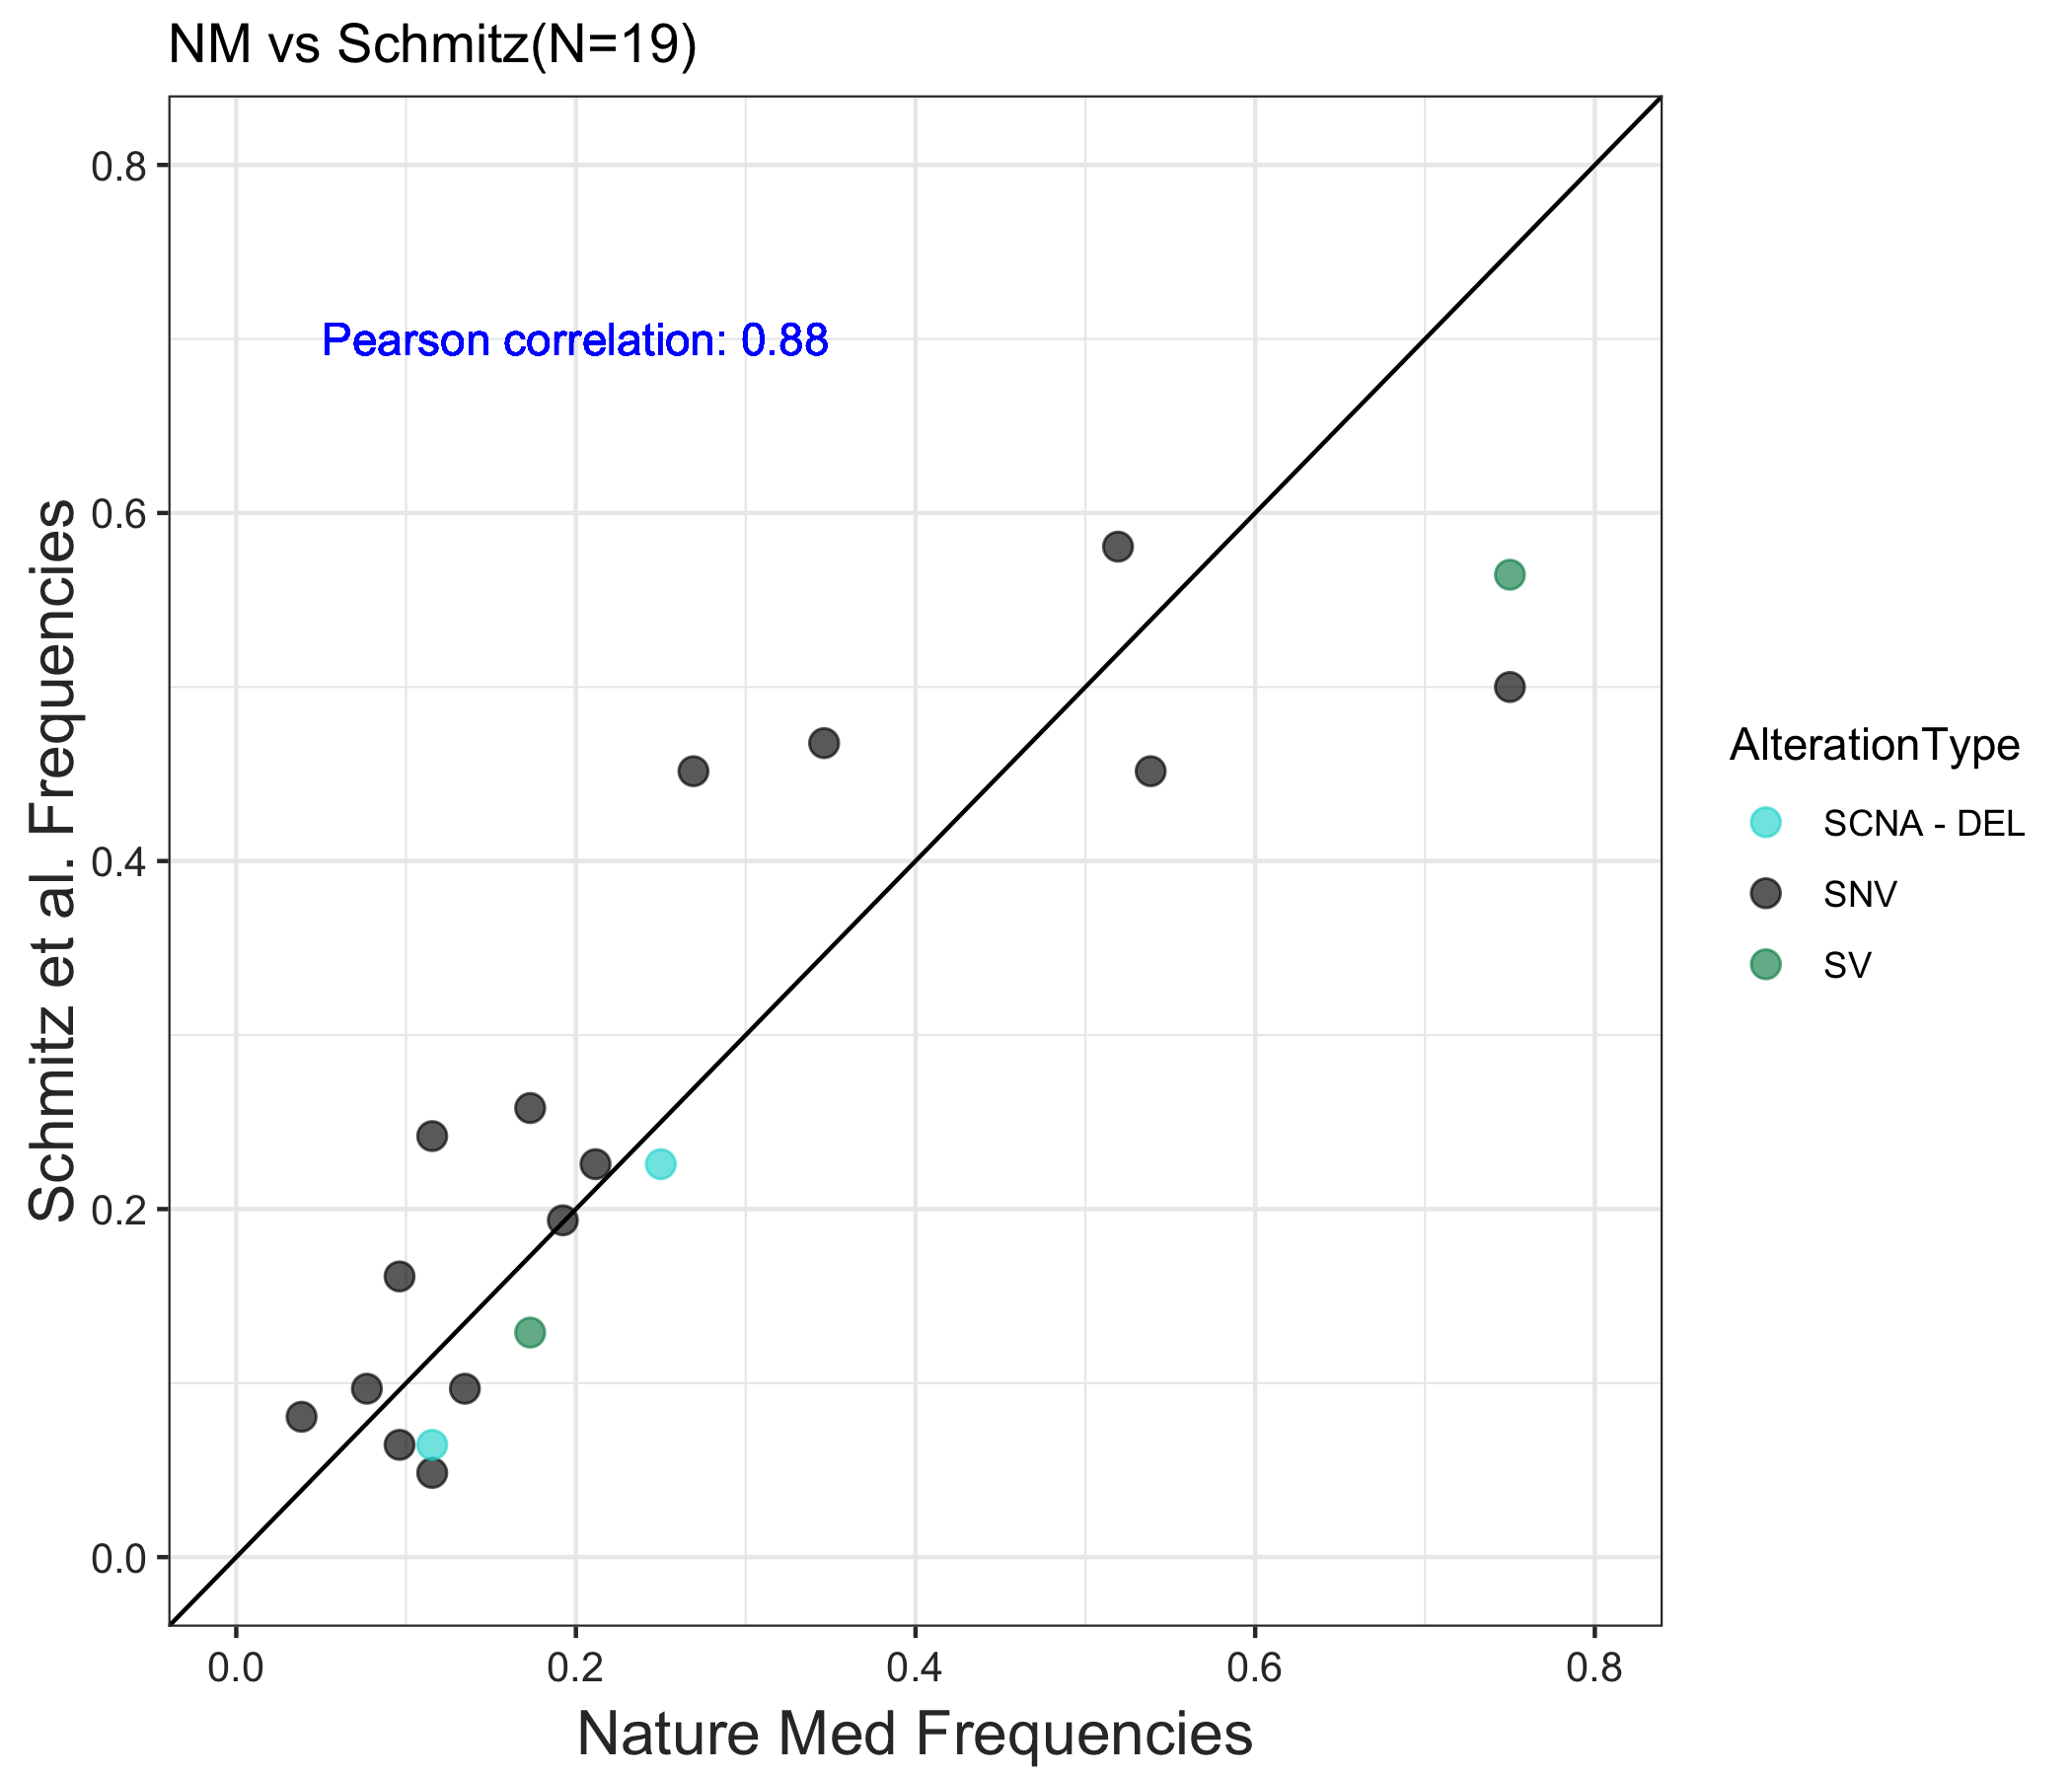 NM vs Schmitz(N=19)
Pearson correlation: 0.88
Schmitz et al. Frequencies
0.8
0.6
0.4
0.2
0.0
0.0 0.2 0.4 0.6 0.8
Nature Med Frequencies
AlterationType
SCNA - DEL
SNV
SV